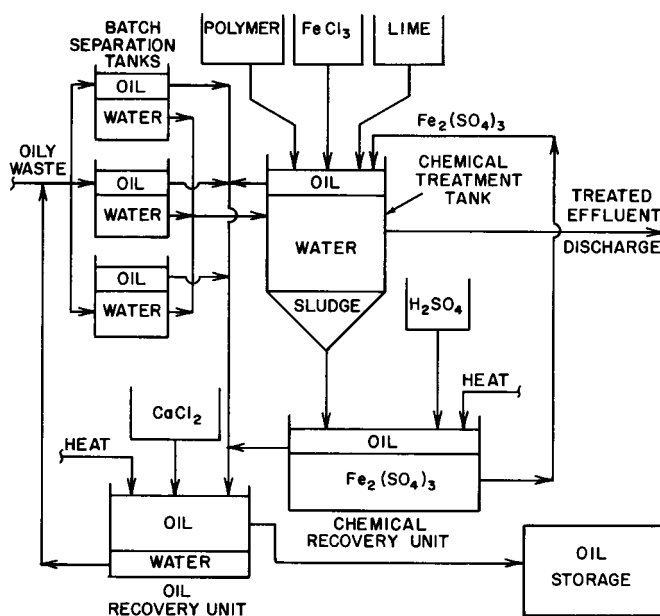 BATCH
SEPARATION
TANKS
POLYMER
FeCl3
LIME
OIL
WATER
Fe2(SO4)3
OILY
WASTE
OIL
WATER
OIL
CHEMICAL
TREATMENT
TANK
TREATED
EFFLUENT
DISCHARGE
WATER
OIL
WATER
SLUDGE
H2SO4
HEAT
CaCl2
HEAT
OIL
Fe2(SO4)3
CHEMICAL
RECOVERY UNIT
OIL
WATER
OIL
RECOVERY UNIT
OIL
STORAGE